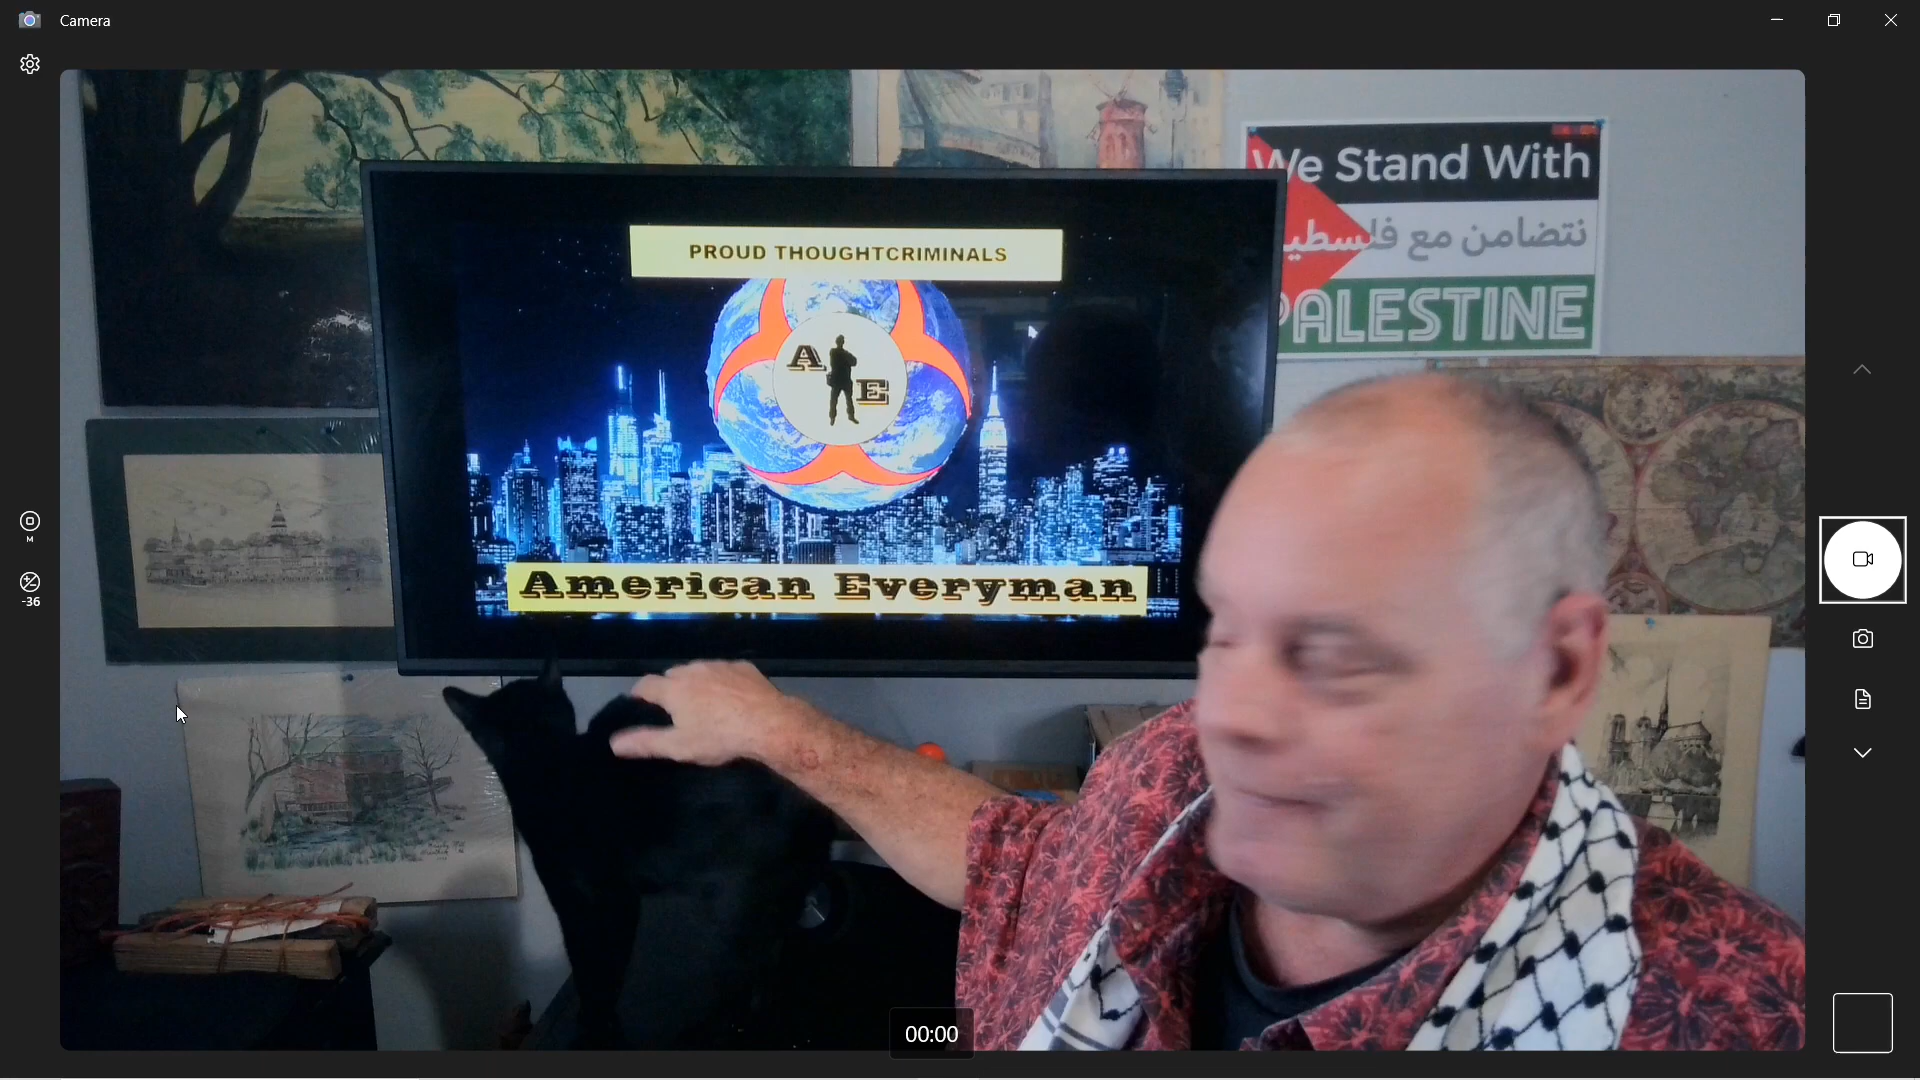 Camera
We Stand With
PROUD THOUGHTCRIMINALS
نتضامن مع فلسطين
A
E
PALESTINE
American Everyman
M
-36
00:00